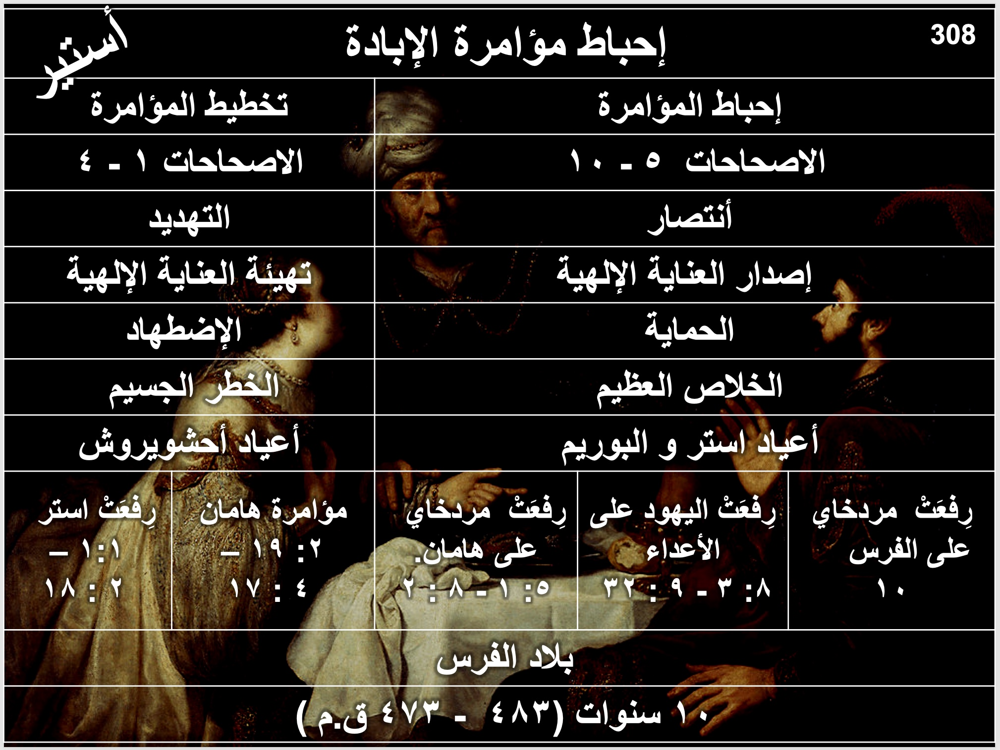 308
إحباط مؤامرة الإبادة
أستير
إحباط المؤامرة
تخطيط المؤامرة
الاصحاحات ٥ - ١٠
الاصحاحات ١ - ٤
أنتصار
التهديد
إصدار العناية الإلهية
تهيئة العناية الإلهية
الحماية
الإضطهاد
الخلاص العظيم
الخطر الجسيم
أعياد استر و البوريم
أعياد أحشويروش
رِفعَتْ مردخاي
على الفرس
١٠
رِفعَتْ اليهود على
الأعداء
٨: ٣ - ٩ : ٣٢
رِفعَتْ مردخاي
على هامان.
٥: ١ - ٨ : ٢
مؤامرة هامان
٢: ١٩ –
٤ : ١٧
رِفعَتْ استر
١:١ –
٢ : ١٨
بلاد الفرس
١٠ سنوات (٤٨٣ - ٤٧٣ ق.م )